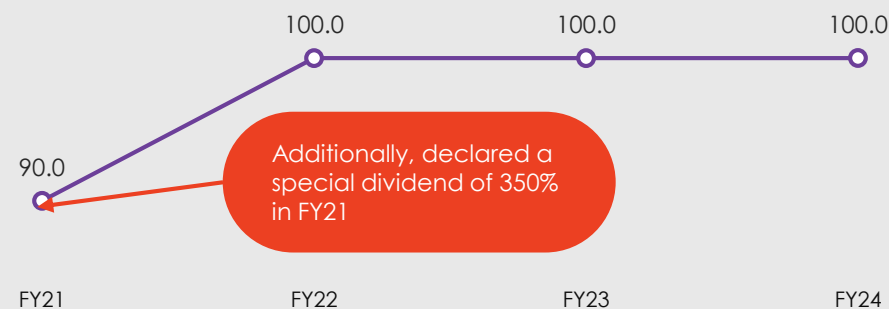 100.0 100.0 100.0
90.0
Additionally, declared a
special dividend of 350%
in FY21
FY21 FY22 FY23 FY24